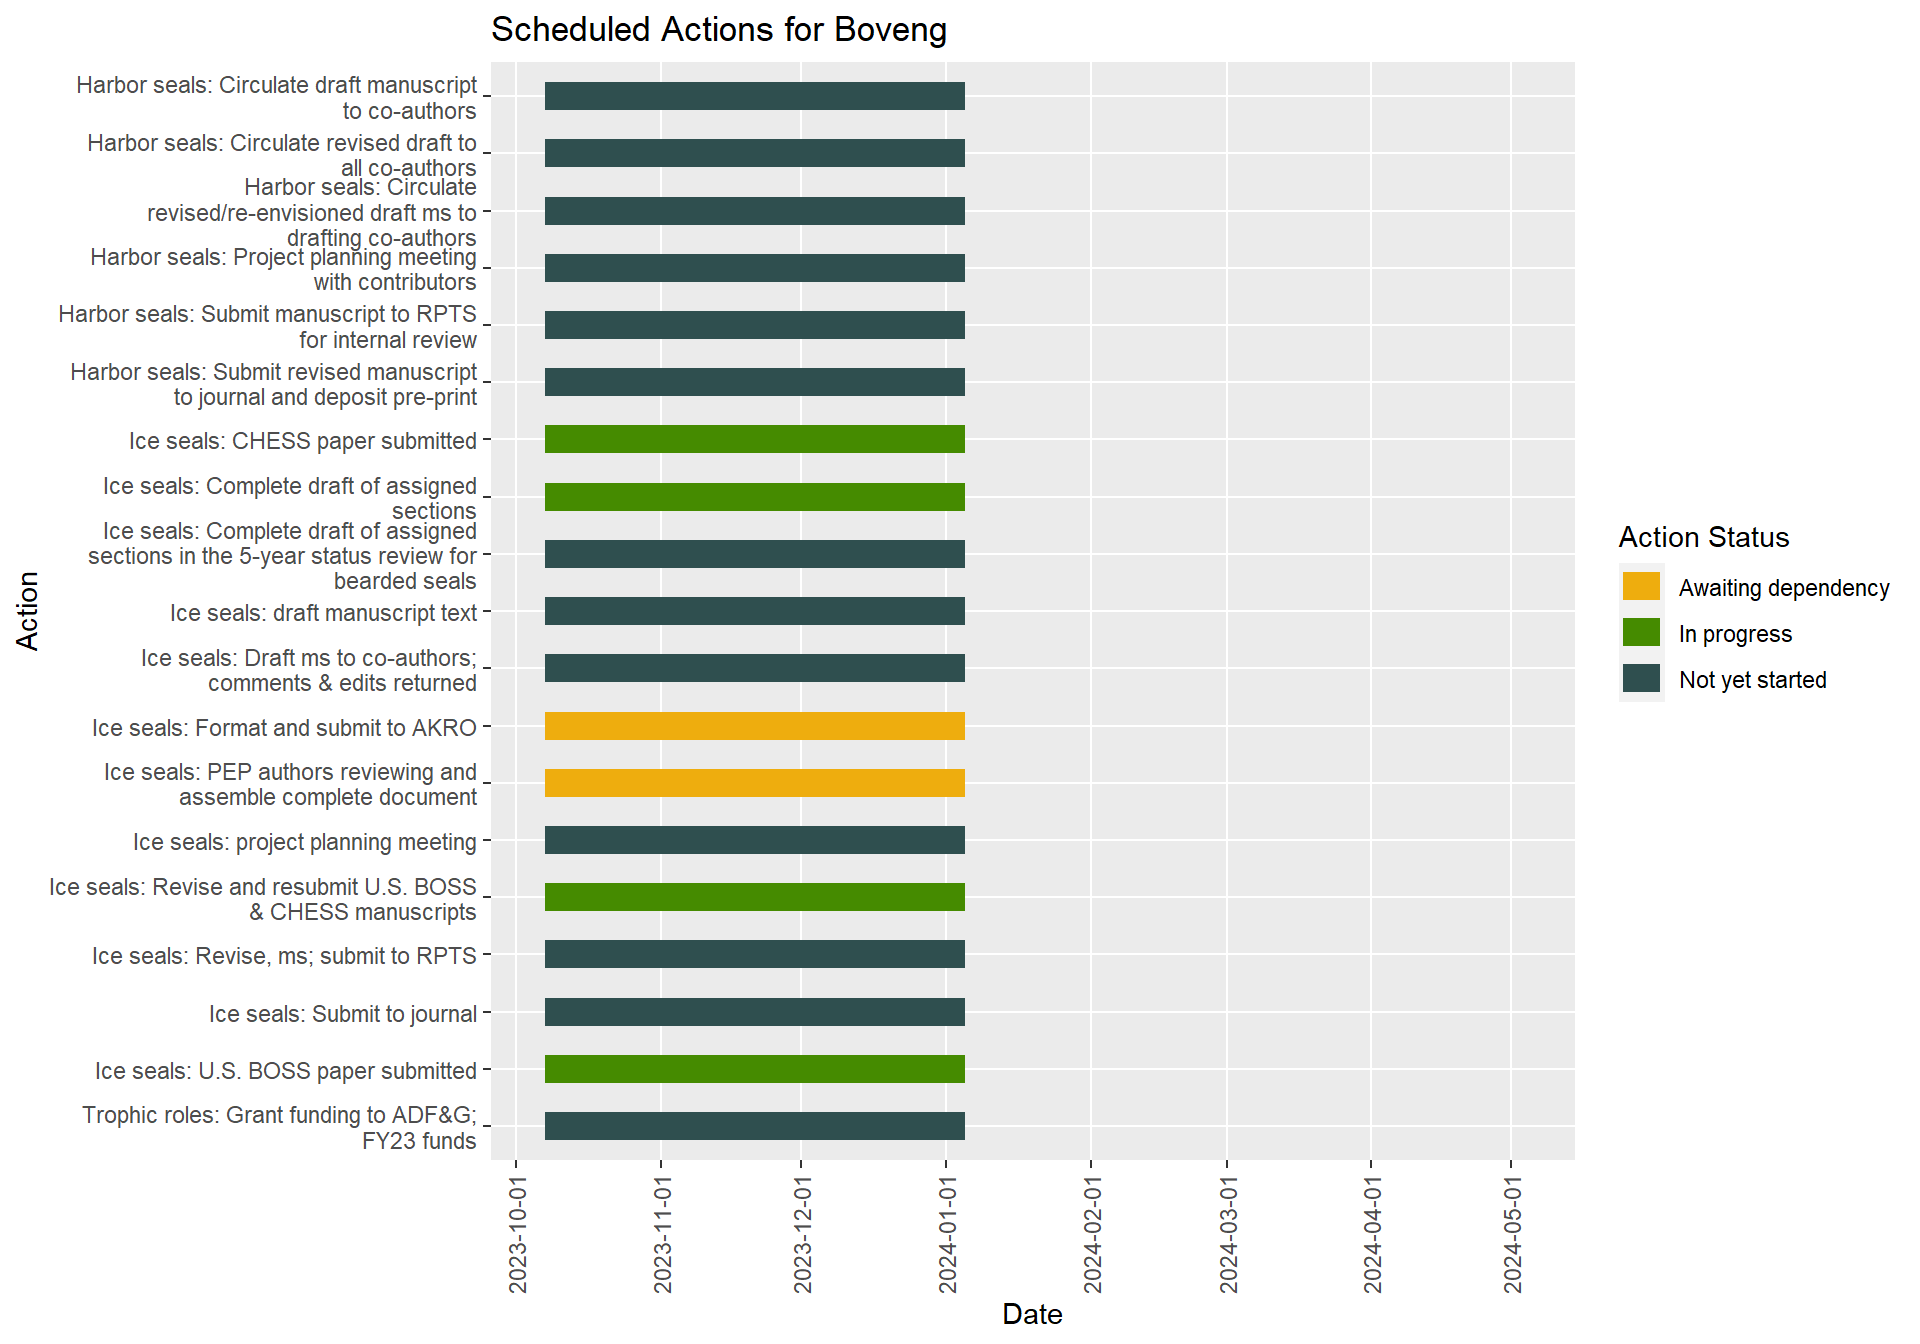 Scheduled Actions for Boveng
Harbor seals: Circulate draft manuscript
to co-authors
Harbor seals: Circulate revised draft to
all co-authors
Harbor seals: Circulate
revised/re-envisioned draft ms to
drafting co-authors
Harbor seals: Project planning meeting
with contributors
Harbor seals: Submit manuscript to RPTS
for internal review
Harbor seals: Submit revised manuscript
to journal and deposit pre-print
Ice seals: CHESS paper submitted
Ice seals: Complete draft of assigned
sections
Ice seals: Complete draft of assigned
sections in the 5-year status review for
bearded seals
Ice seals: draft manuscript text
Ice seals: Draft ms to co-authors;
comments & edits returned
Ice seals: Format and submit to AKRO
Ice seals: PEP authors reviewing and
assemble complete document
Ice seals: project planning meeting
Ice seals: Revise and resubmit U.S. BOSS
& CHESS manuscripts
Ice seals: Revise, ms; submit to RPTS
Ice seals: Submit to journal
Ice seals: U.S. BOSS paper submitted
Trophic roles: Grant funding to ADF&G;
FY23 funds
Action
2023-10-01
2023-11-01
2023-12-01
2024-01-01
2024-02-01
2024-03-01
2024-04-01
2024-05-01
Date
Action Status
Awaiting dependency
In progress
Not yet started